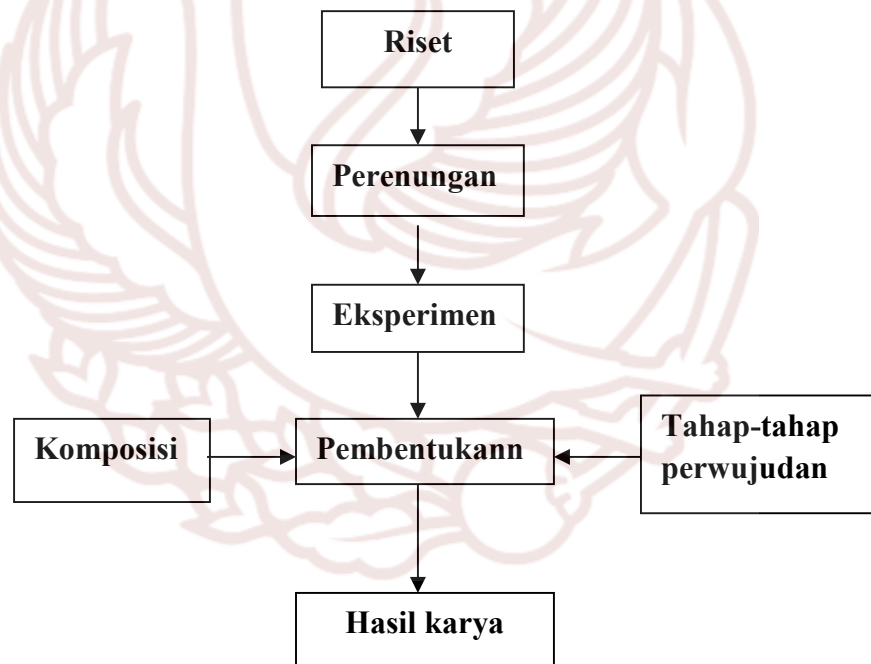 Riset
Perenungan
Eksperimen
Komposisi
Pembentukann
Tahap-tahap
perwujudan
Hasil karya